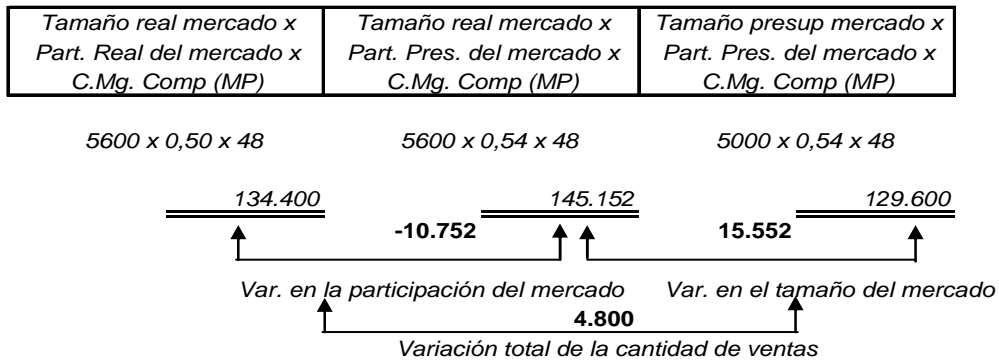 Tamaño real mercado x Tamaño real mercado x Tamaño presup mercado x
Part. Real del mercado x Part. Pres. del mercado x Part. Pres. del mercado x
C.Mg. Comp (MP) C.Mg. Comp (MP) C.Mg. Comp (MP)
5600 x 0,50 x 48 5600 x 0,54 x 48 5000 x 0,54 x 48
134.400 145.152 129.600
-10.752 15.552
Var. en la participación del mercado Var. en el tamaño del mercado
4.800
Variación total de la cantidad de ventas